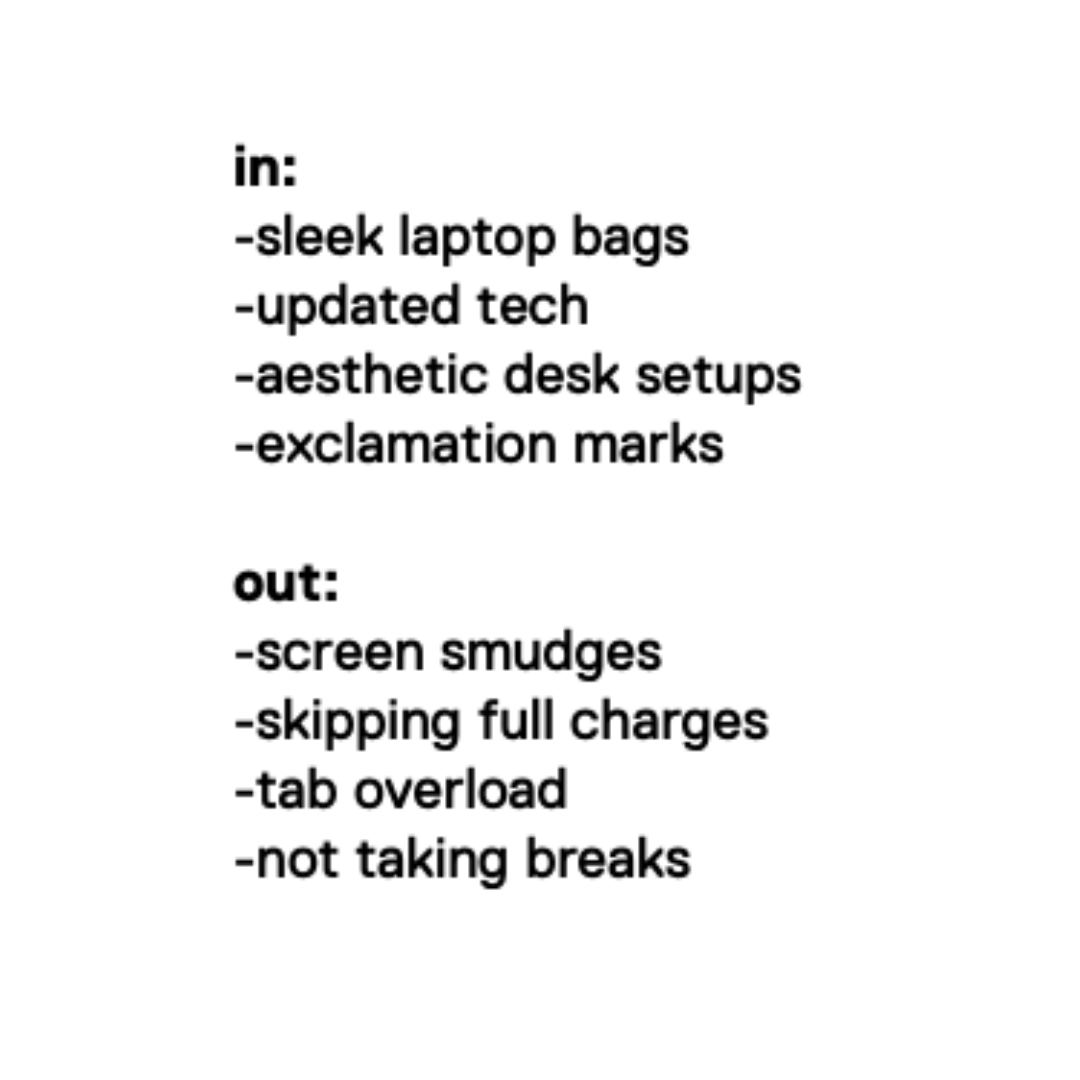 in:
-sleek laptop bags
-updated tech
-aesthetic desk setups
-exclamation marks
out:
-screen smudges
-skipping full charges
-tab overload
-not taking breaks